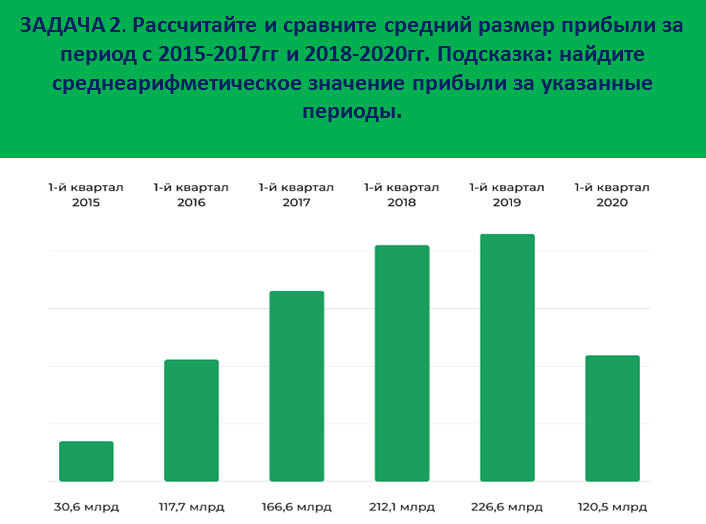 ЗАДАЧА 2. Рассчитайте и сравните средний размер прибыли за
период с 2015-2017гг и 2018-2020гг. Подсказка: найдите
среднеарифметическое значение прибыли за указанные
периоды.
1-й квартал 2015
1-й квартал 2016
1-й квартал 2017
1-й квартал 2018
1-й квартал 2019
1-й квартал 2020
30,6 млрд
117,7 млрд
166,6 млрд
212,1 млрд
226,6 млрд
120,5 млрд